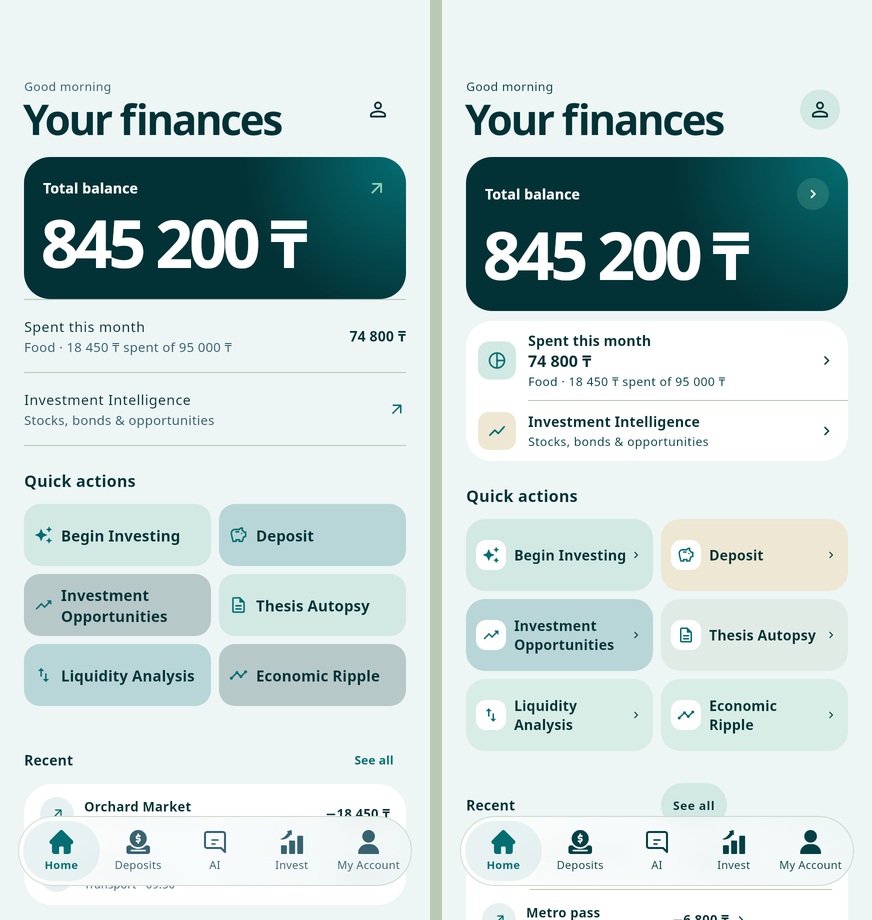 Good morning
Your finances
Total balance
845 200 ₸
Spent this month
74 800 ₸
Food · 18 450 ₸ spent of 95 000 ₸
Investment Intelligence
Stocks, bonds & opportunities
Quick actions
Begin Investing
Deposit
Investment
Opportunities
Thesis Autopsy
Liquidity Analysis
Economic Ripple
Recent
See all
Orchard Market
−18 450 ₸
Home
Deposits
AI
Invest
My Account
Good morning
Your finances
Total balance
845 200 ₸
Spent this month
74 800 ₸
Food · 18 450 ₸ spent of 95 000 ₸
Investment Intelligence
Stocks, bonds & opportunities
Quick actions
Begin Investing
Deposit
Investment
Opportunities
Thesis Autopsy
Liquidity
Analysis
Economic
Ripple
Recent
See all
Home
Deposits
AI
Invest
My Account
Metro pass
−6 800 ₸